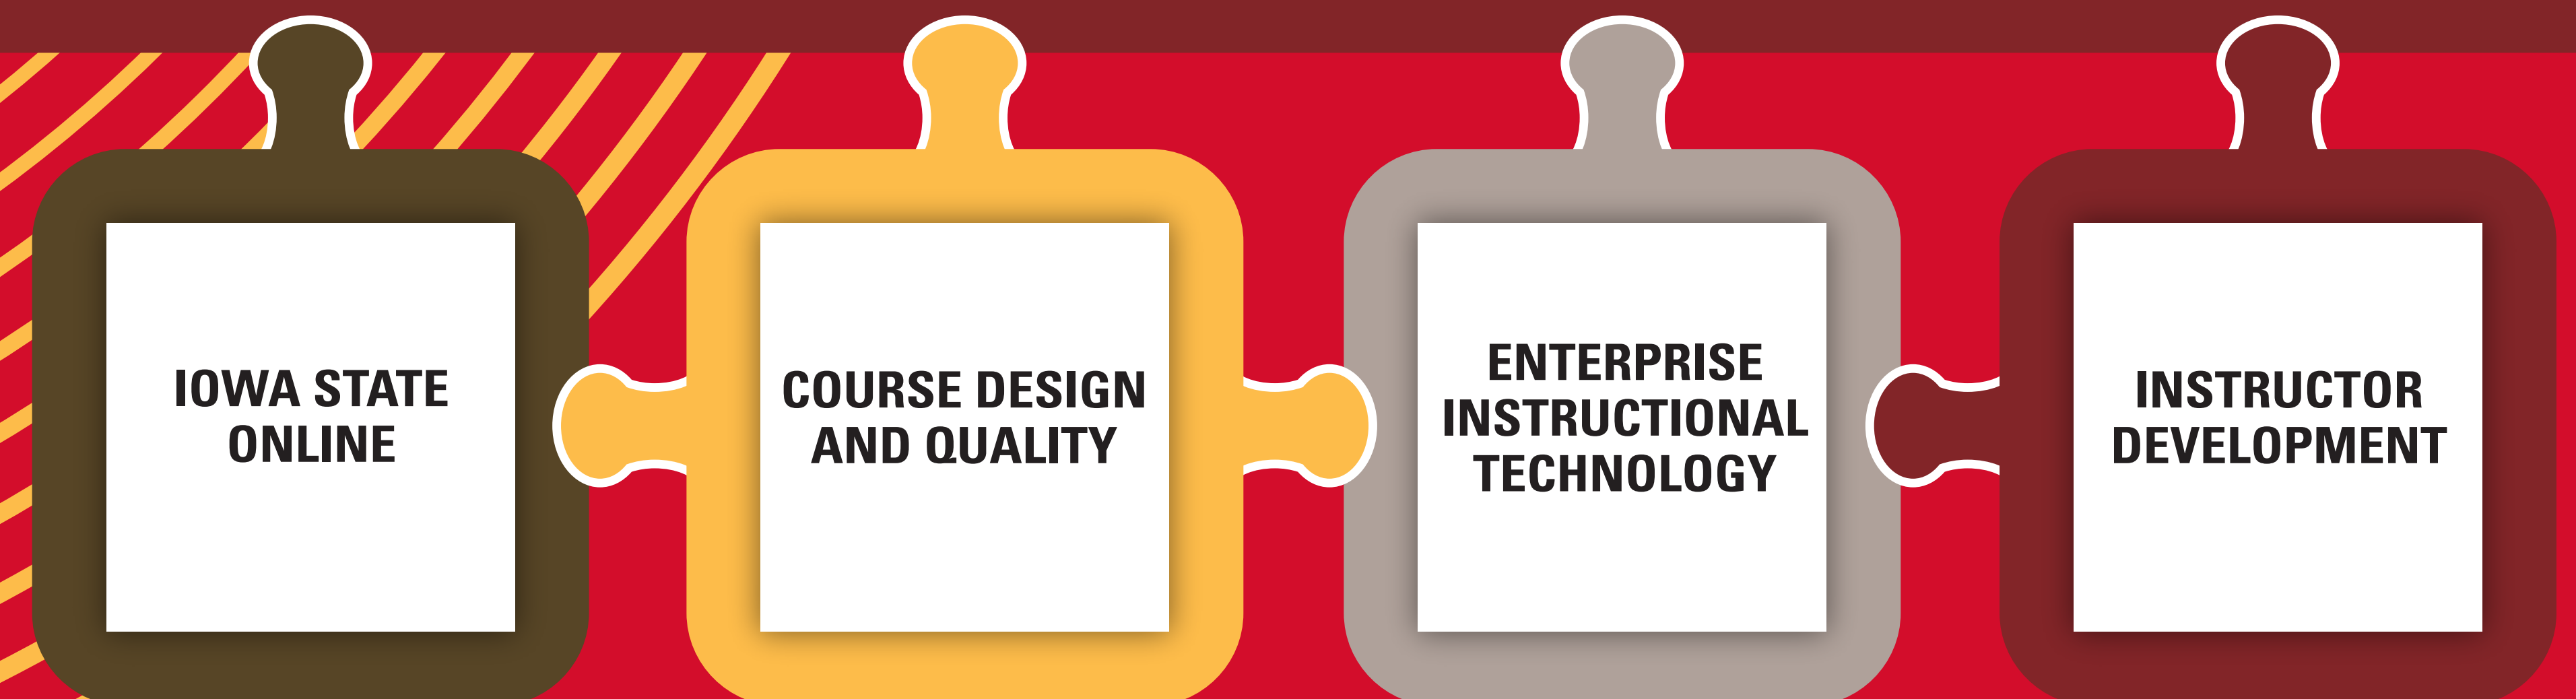 IOWA STATE
ONLINE
COURSE DESIGN
AND QUALITY
ENTERPRISE
INSTRUCTIONAL
TECHNOLOGY
INSTRUCTOR
DEVELOPMENT